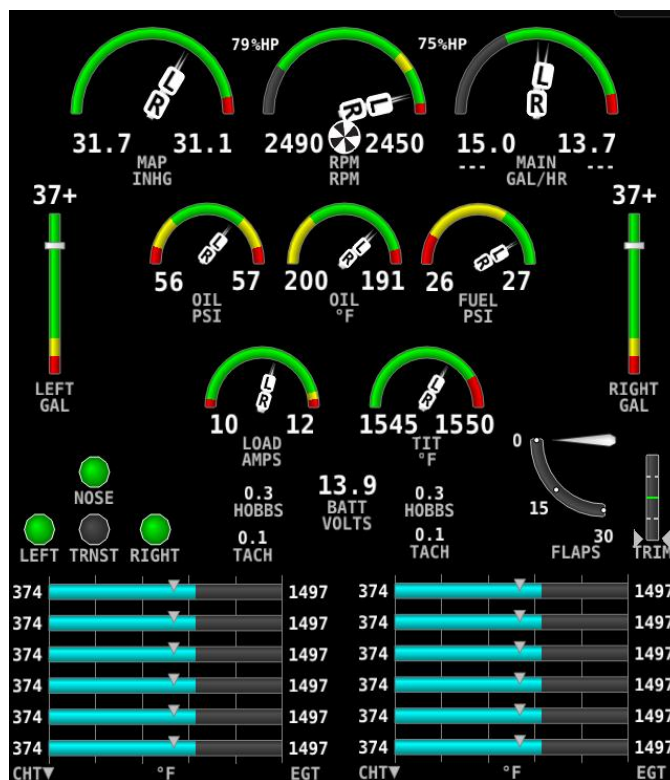 79%HP 75%HP
L R L R L R
31.7 31.1 2490 2450 15.0 13.7
MAP RPM --- MAIN ---
INHG RPM GAL/HR
37+ 37+
L R L R L R
56 57 200 191 26 27
OIL OIL FUEL
PSI °F PSI
LEFT RIGHT
GAL GAL
L R L R
10 12 1545 1550
LOAD TIT
AMPS °F
0
15
30
FLAPS
TRIM
NOSE
LEFT TRNST RIGHT
0.3 13.9 0.3
HOBBS BATT HOBBS
VOLTS
0.1 0.1
TACH TACH
374 1497 374 1497
374 1497 374 1497
374 1497 374 1497
374 1497 374 1497
374 1497 374 1497
374 1497 374 1497
CHT▼ °F EGT CHT▼ °F EGT